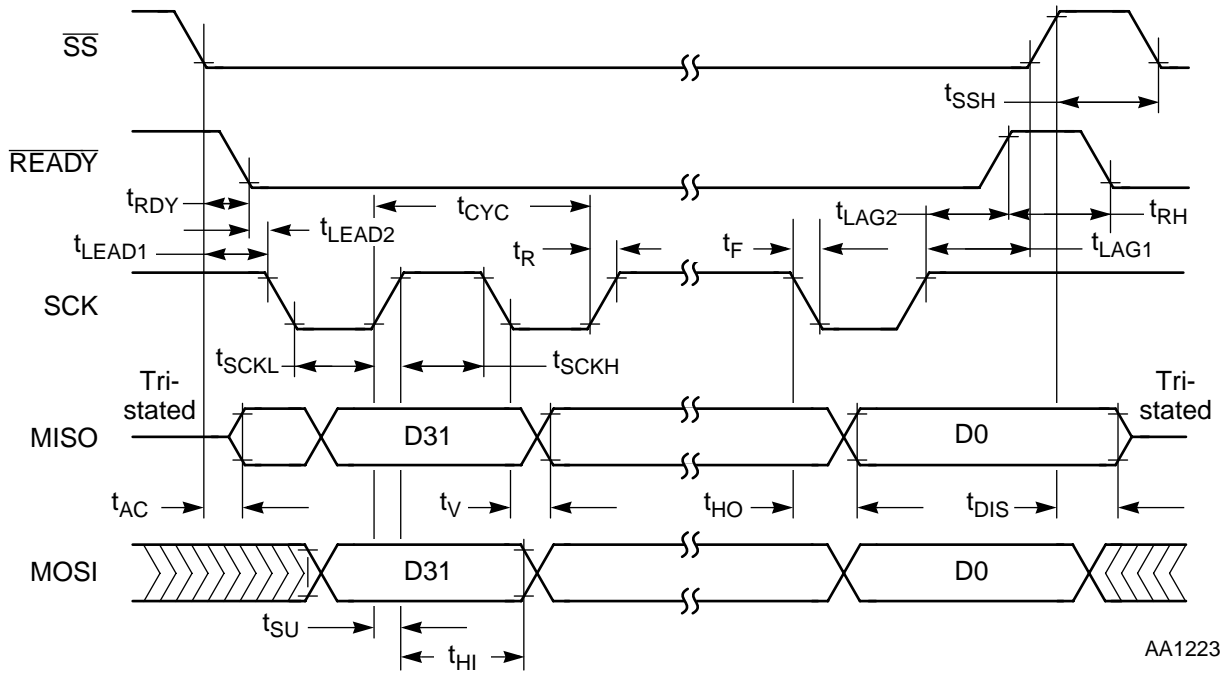 SS
t_SSH
READY
t_RDY
t_CYC
t_LAG2
t_RH
t_LEAD2
t_LEAD1
t_R
t_F
t_LAG1
SCK
t_SCKL
t_SCKH
Tri-
stated
Tri-
stated
MISO
D31
D0
t_AC
t_V
t_HO
t_DIS
MOSI
D31
D0
t_SU
t_HI
AA1223